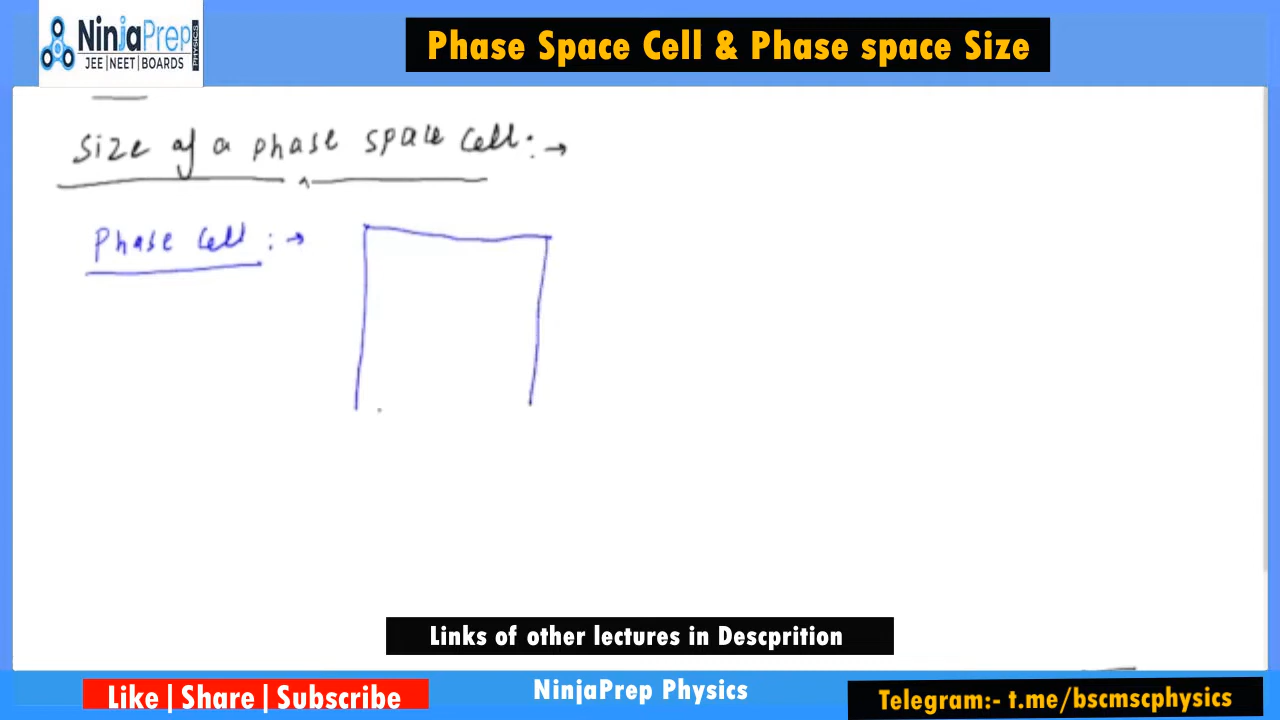 NinjaPrep
JEE|NEET|BOARDS
PHYSICS
Phase Space Cell & Phase space Size
Size of a phase space cell :→
Phase cell :→
Links of other lectures in Descprition
Like|Share|Subscribe
NinjaPrep Physics
Telegram:- t.me/bscmscphysics